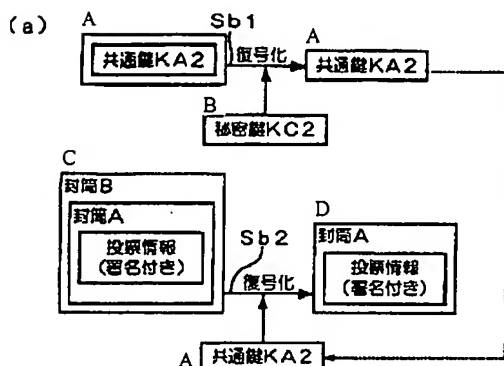 (a)
A
Sb1
共通鍵KA2
復号化
A
共通鍵KA2
B
秘密鍵KC2
C
封筒B
封筒A
投票情報
(署名付き)
Sb2
復号化
D
封筒A
投票情報
(署名付き)
A
共通鍵KA2